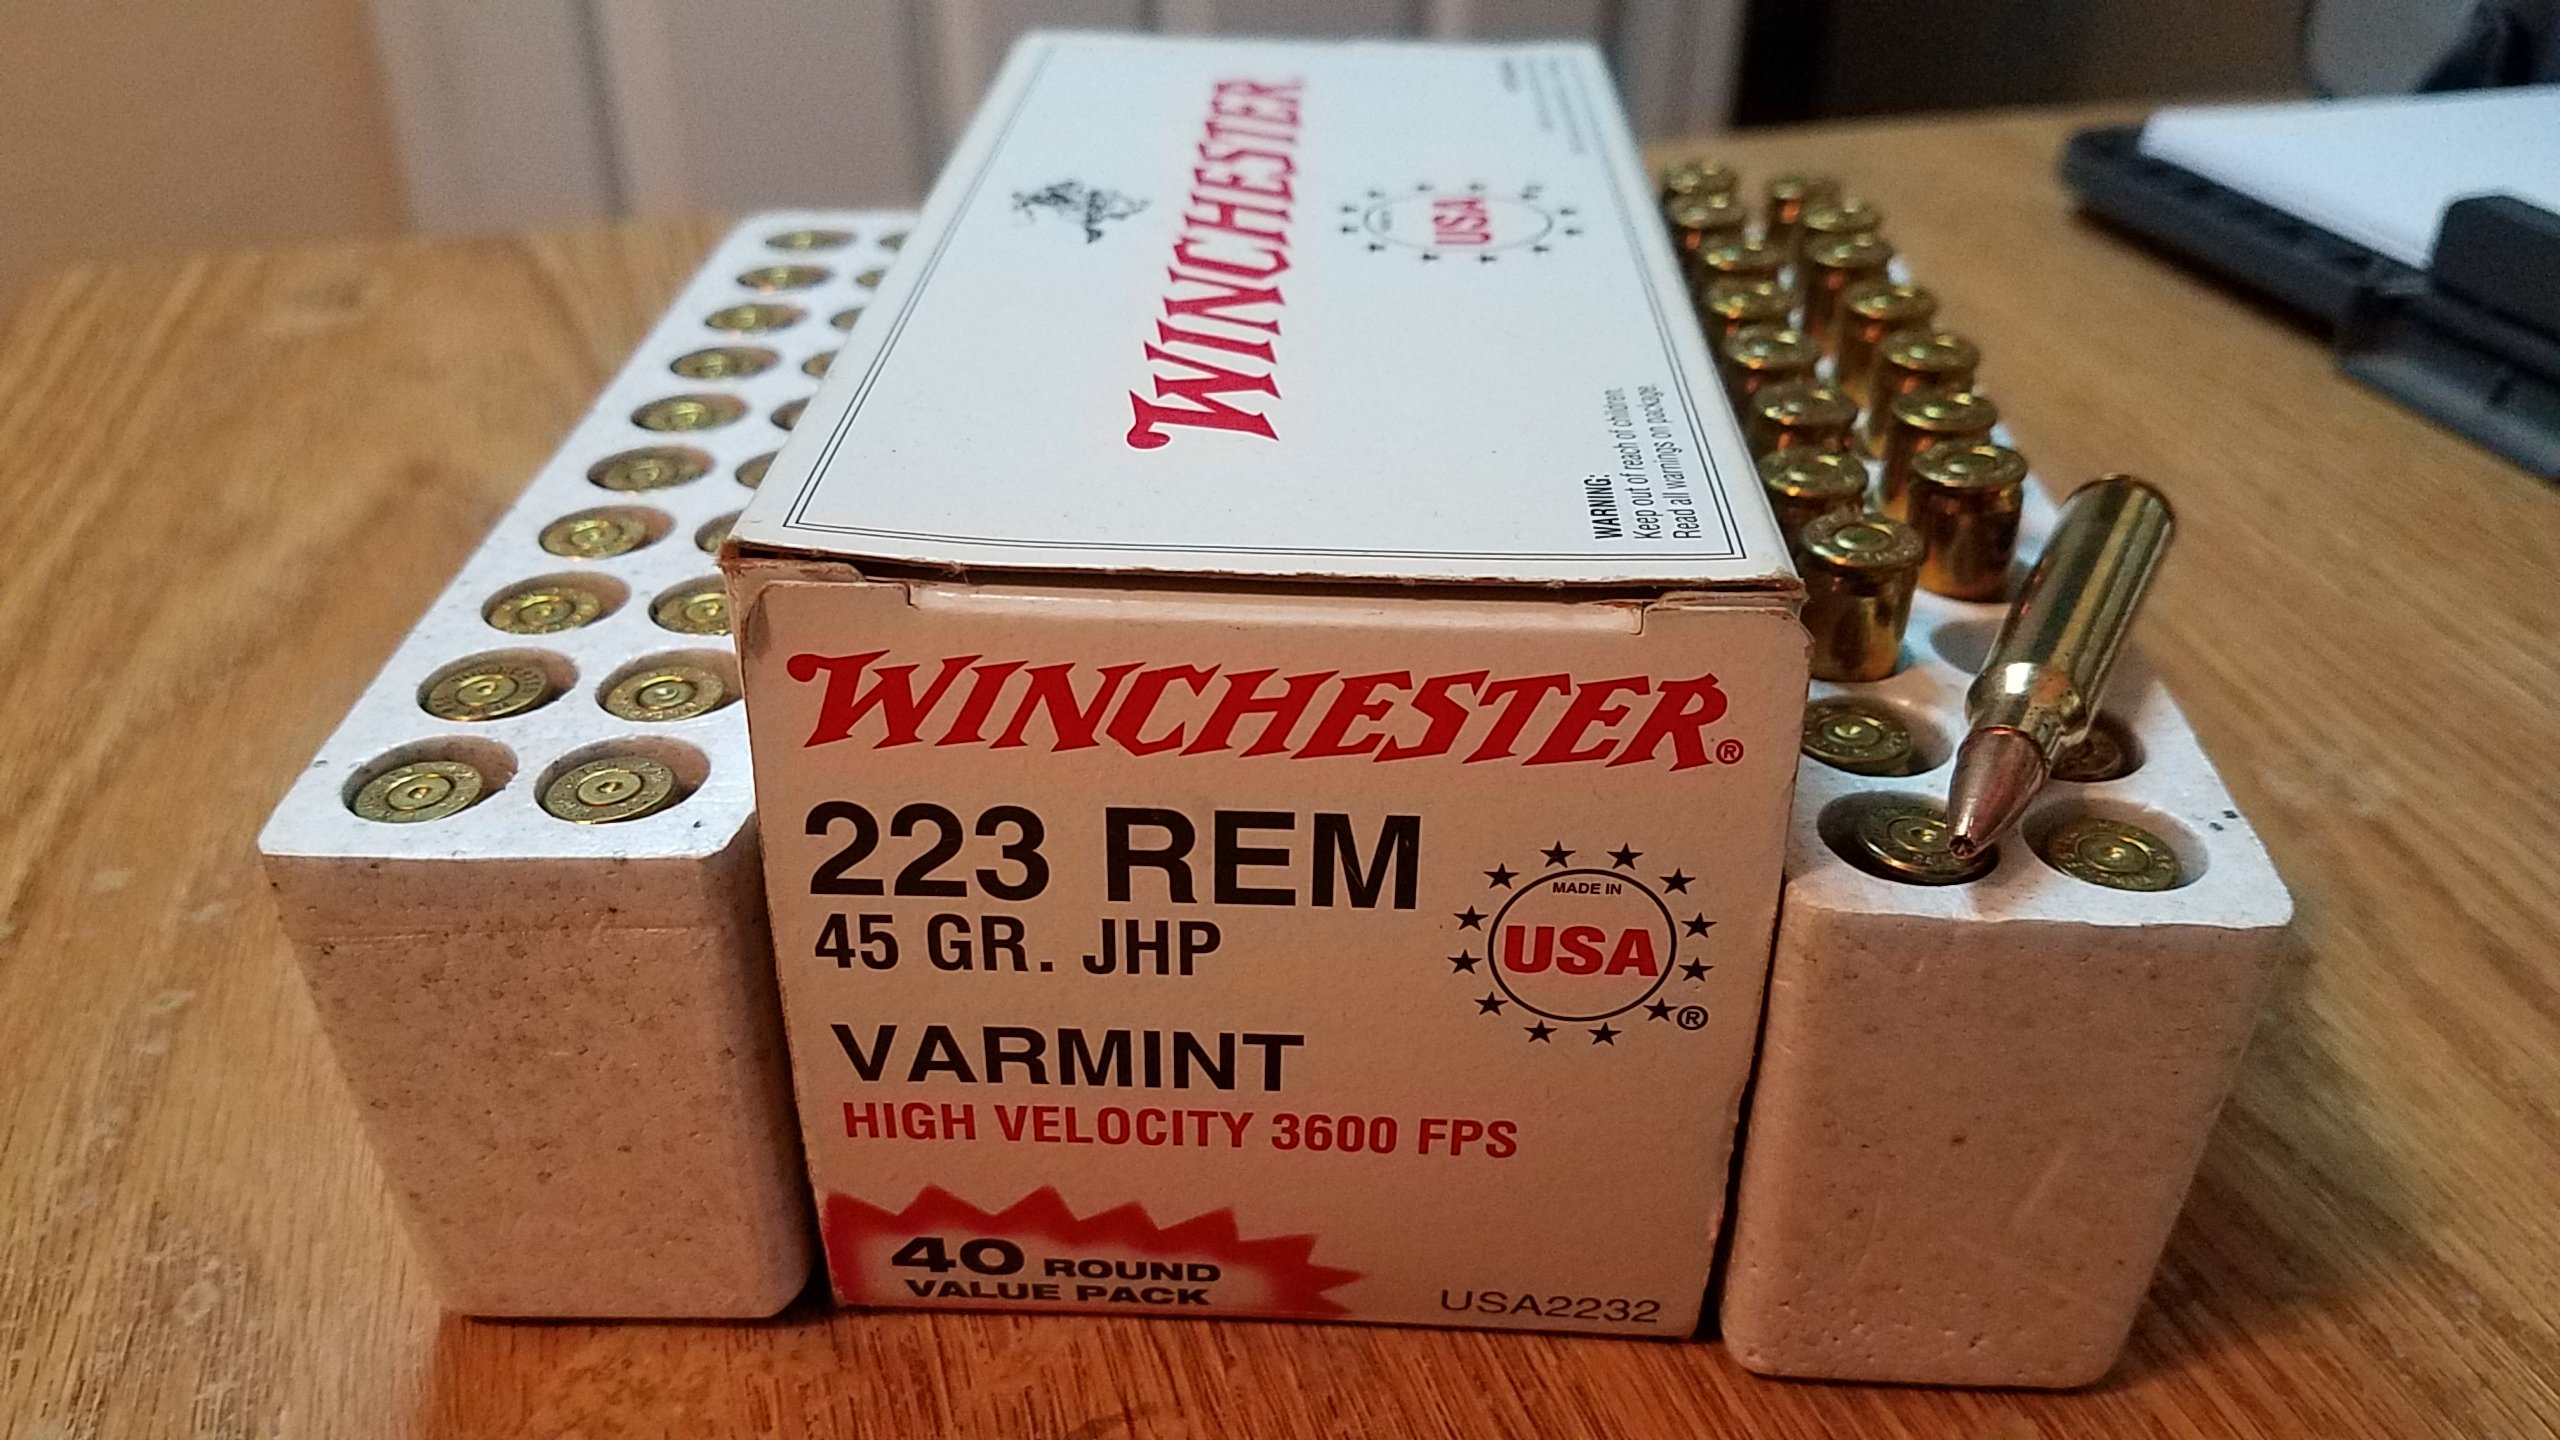 WINCHESTER
USA
WARNING:
Keep out of reach of children.
Read all warnings on package.
WINCHESTER®
223 REM
45 GR. JHP
MADE IN
USA
®
VARMINT
HIGH VELOCITY 3600 FPS
40 ROUND
VALUE PACK
USA2232